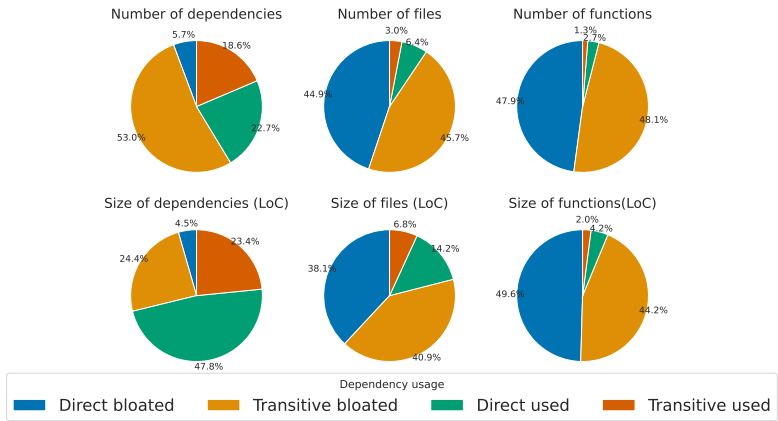 Number of dependencies
Number of files
Number of functions
5.7%
18.6%
53.0%
22.7%
3.0%
6.4%
44.9%
45.7%
1.3%
2.7%
47.9%
48.1%
Size of dependencies (LoC)
Size of files (LoC)
Size of functions(LoC)
4.5%
23.4%
24.4%
47.8%
6.8%
14.2%
38.1%
40.9%
2.0%
4.2%
49.6%
44.2%
Dependency usage
Direct bloated
Transitive bloated
Direct used
Transitive used